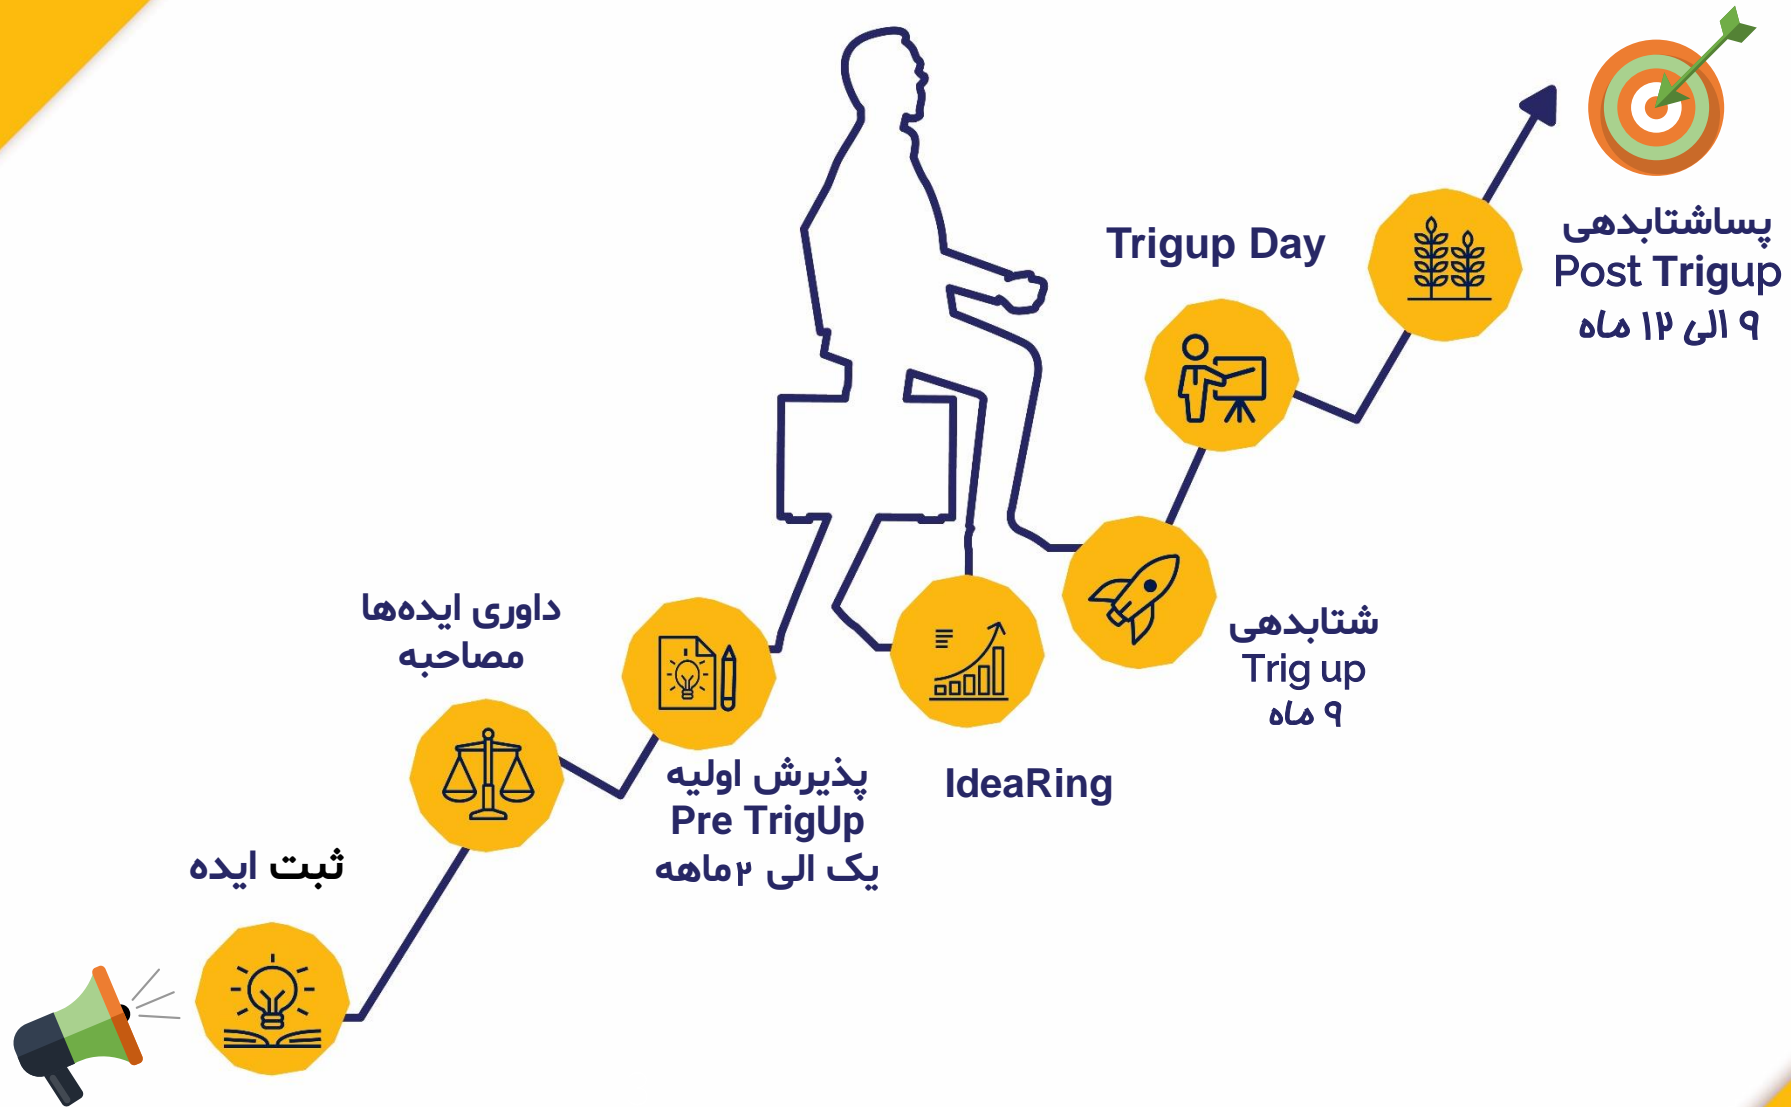 ثبت ایده
داوری ایده‌ها
مصاحبه
پذیرش اولیه
Pre TrigUp
یک الی ۲ماهه
IdeaRing
شتابدهی
Trig up
۹ ماه
Trigup Day
پساشتابدهی
Post Trigup
۹ الی ۱۲ ماه